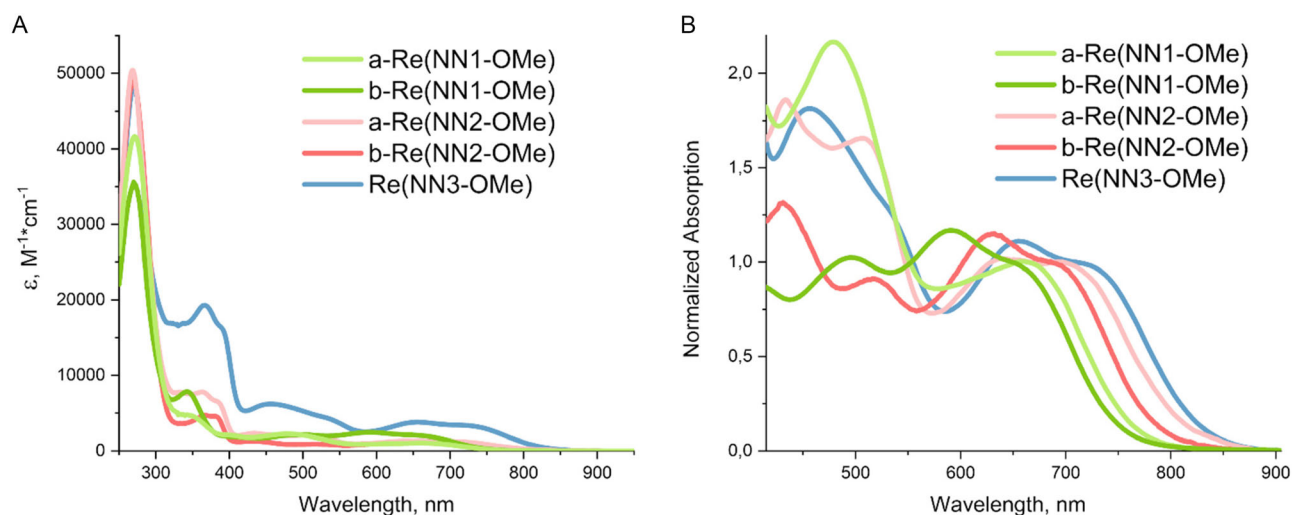 A
a-Re(NN1-OMe)
b-Re(NN1-OMe)
a-Re(NN2-OMe)
b-Re(NN2-OMe)
Re(NN3-OMe)
50000
40000
30000
20000
10000
0
ε, M⁻¹*cm⁻¹
300 400 500 600 700 800 900
Wavelength, nm
B
a-Re(NN1-OMe)
b-Re(NN1-OMe)
a-Re(NN2-OMe)
b-Re(NN2-OMe)
Re(NN3-OMe)
2,0
1,5
1,0
0,5
0,0
Normalized Absorption
500 600 700 800 900
Wavelength, nm